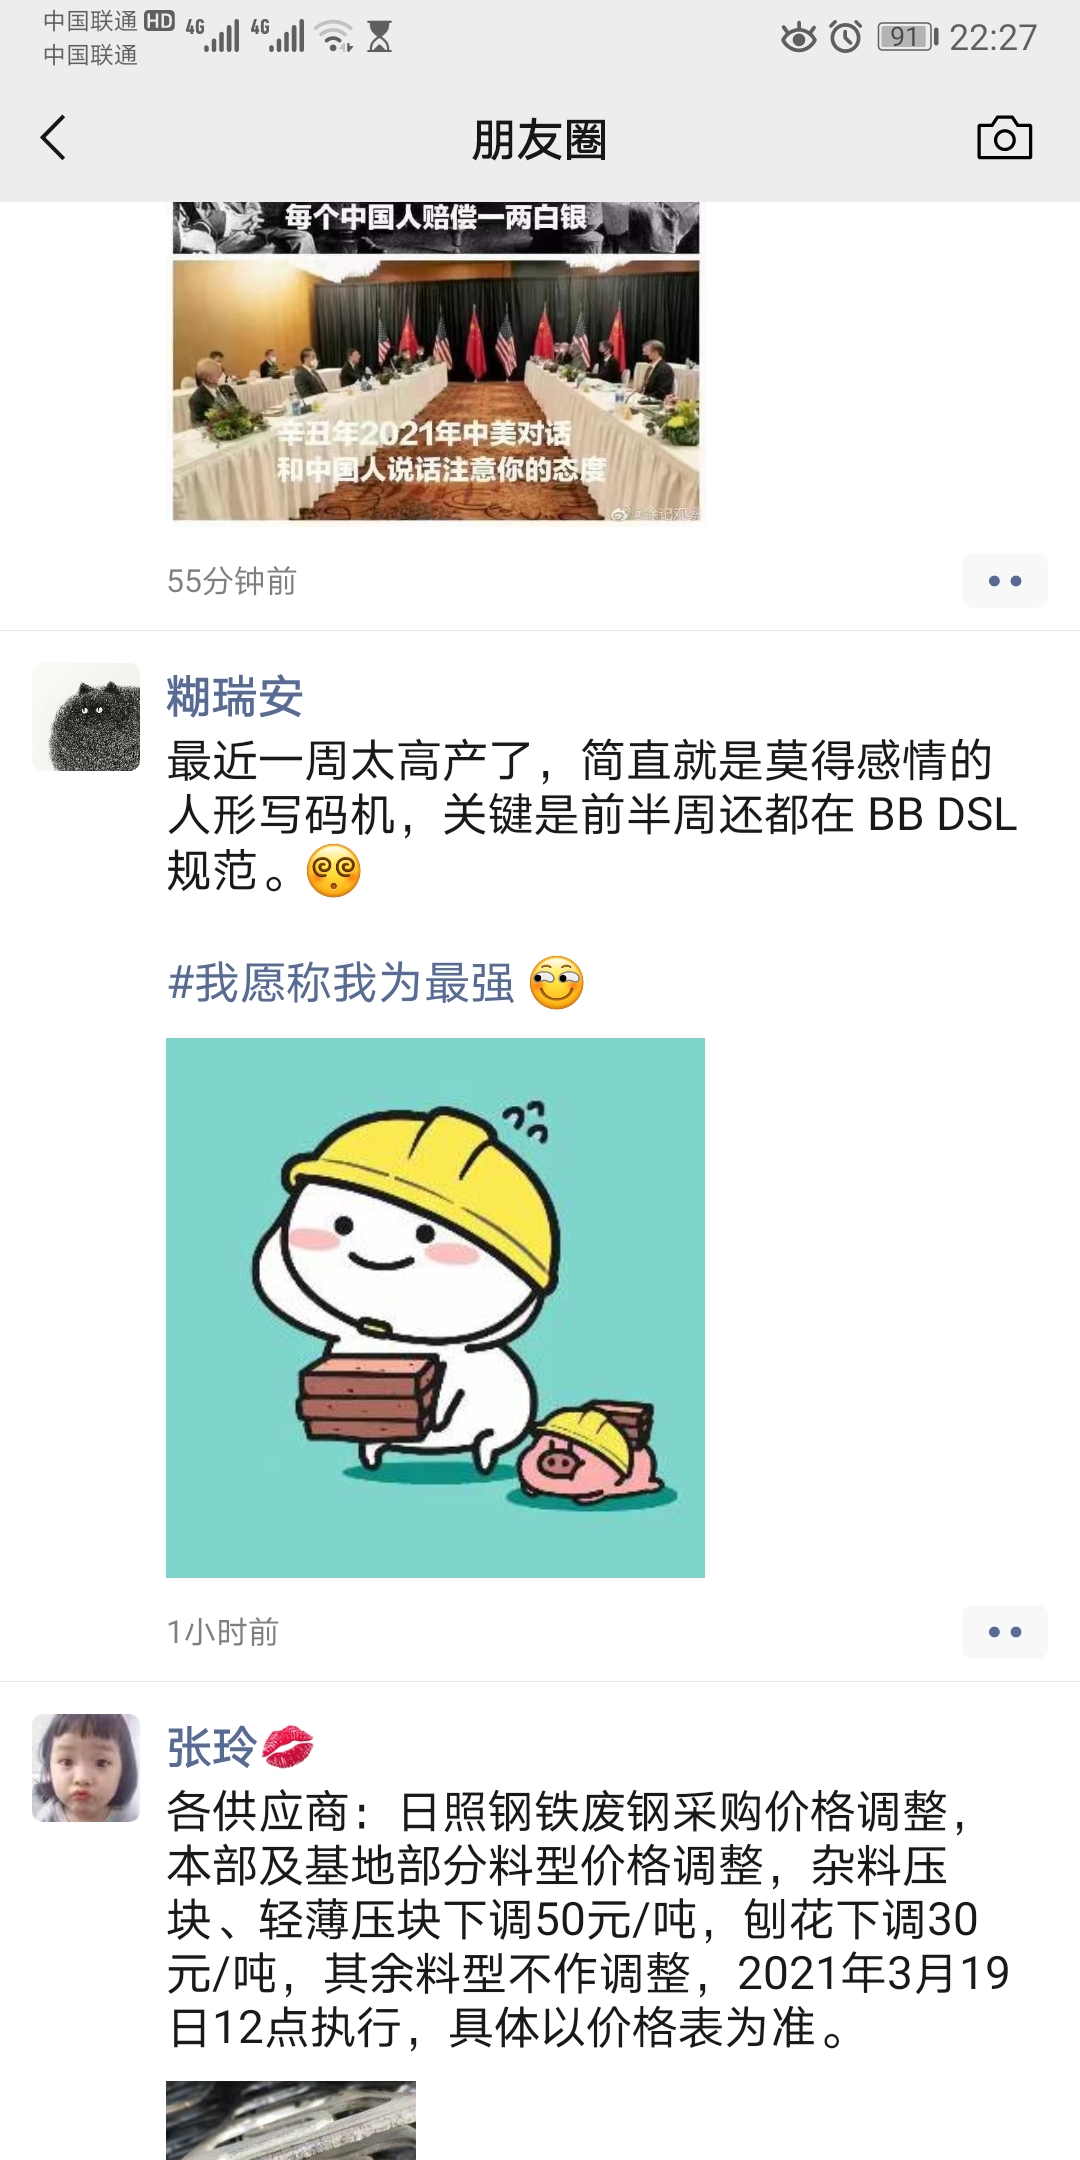 中国联通 HD 4G 4G 91 22:27
中国联通
朋友圈
每个中国人赔偿一两白银
辛丑年2021年中美对话
和中国人说话注意你的态度
55分钟前
糊瑞安
最近一周太高产了，简直就是莫得感情的
人形写码机，关键是前半周还都在 BB DSL
规范。
#我愿称我为最强
1小时前
张玲
各供应商：日照钢铁废钢采购价格调整，
本部及基地部分料型价格调整，杂料压
块、轻薄压块下调50元/吨，刨花下调30
元/吨，其余料型不作调整，2021年3月19
日12点执行，具体以价格表为准。